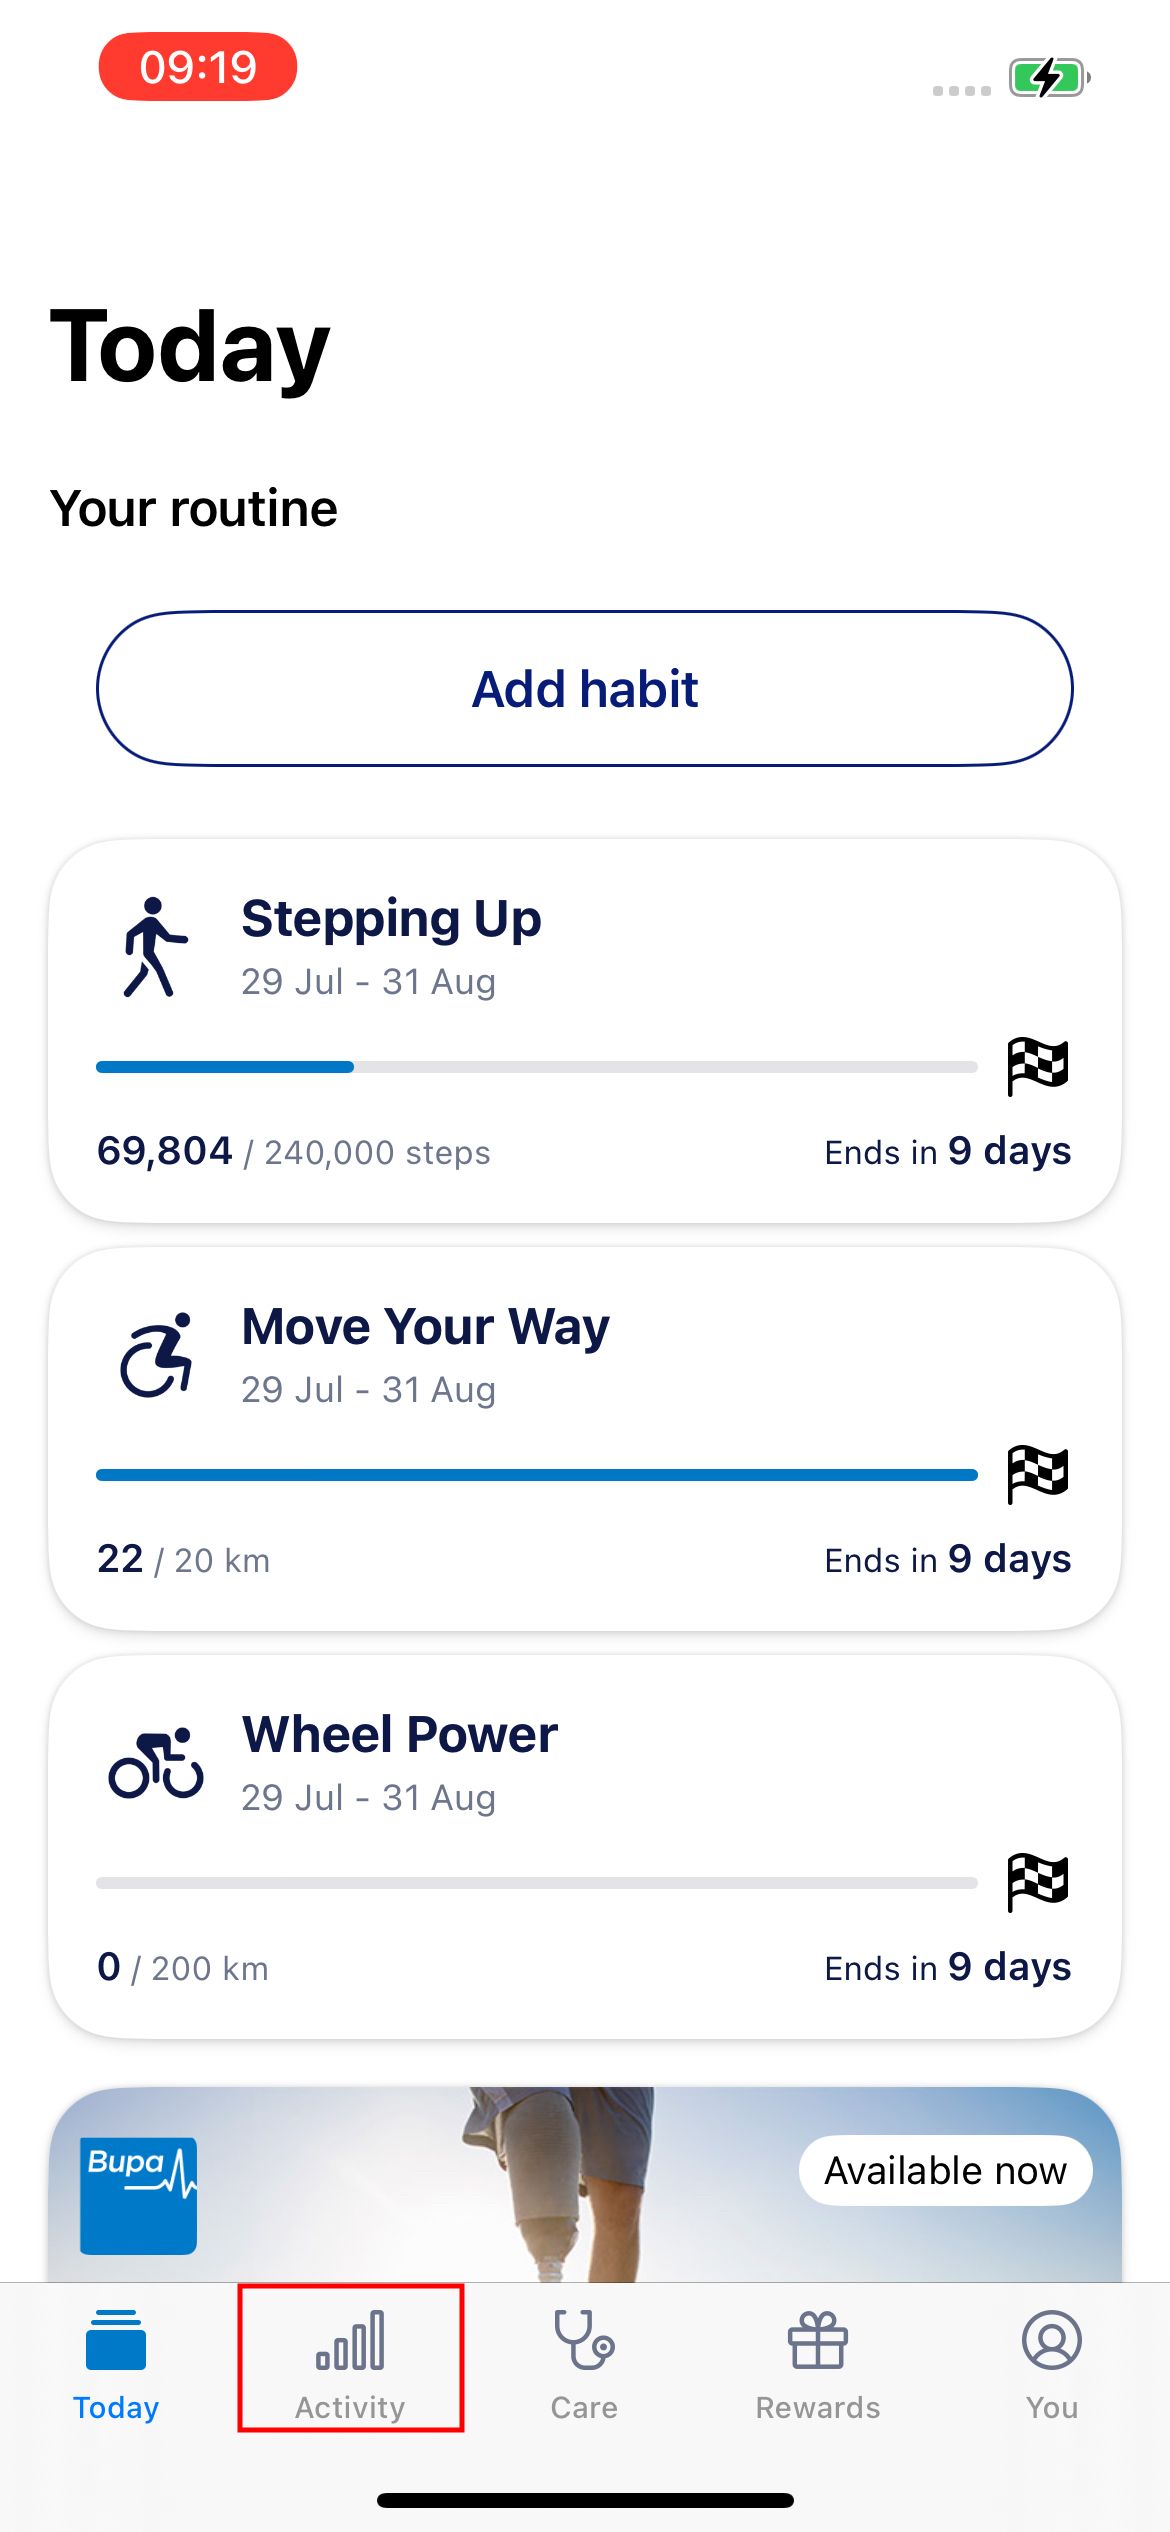 09:19
Today
Your routine
Add habit
Stepping Up
29 Jul - 31 Aug
69,804 / 240,000 steps
Ends in 9 days
Move Your Way
29 Jul - 31 Aug
22 / 20 km
Ends in 9 days
Wheel Power
29 Jul - 31 Aug
0 / 200 km
Ends in 9 days
Bupa
Available now
Today
Activity
Care
Rewards
You